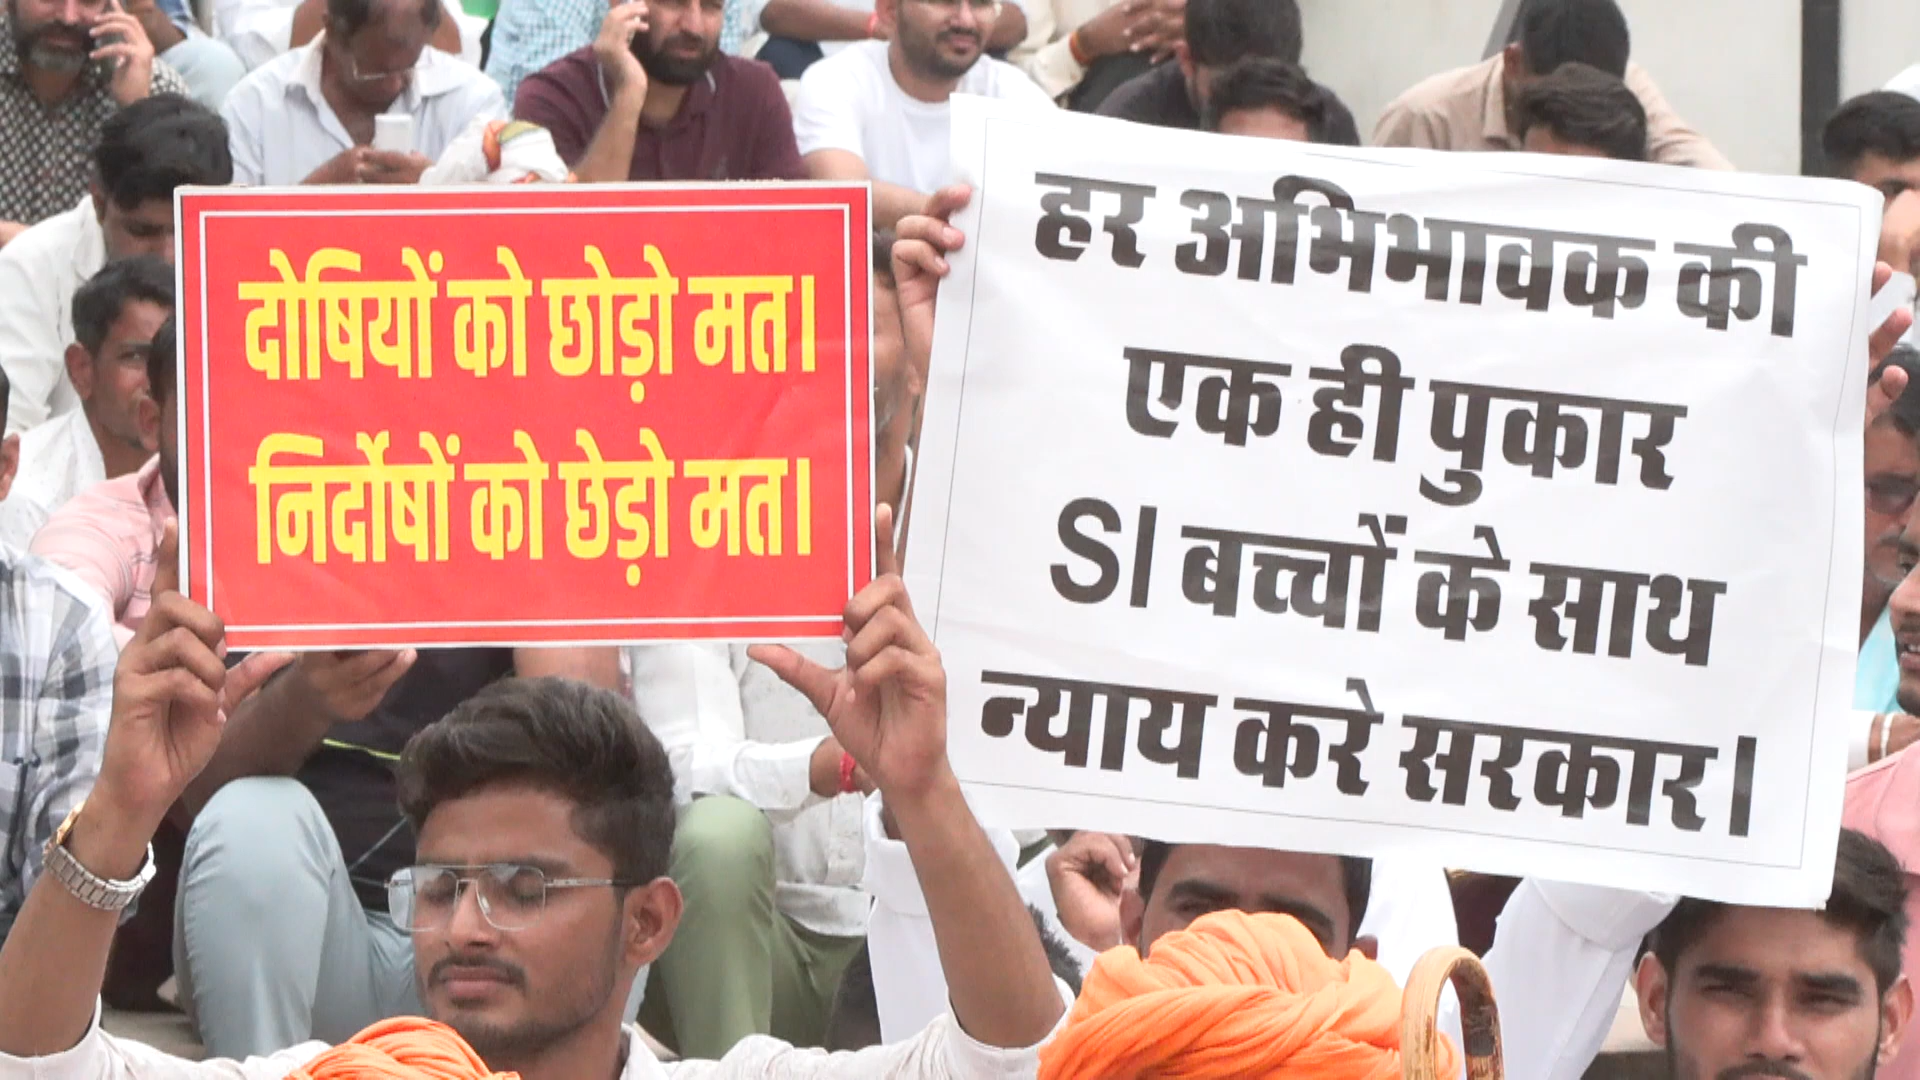 दोषियों को छोड़ो मत।
निर्दोषों को छेड़ो मत।
हर अभिभावक की
एक ही पुकार
SI बच्चों के साथ
न्याय करे सरकार।